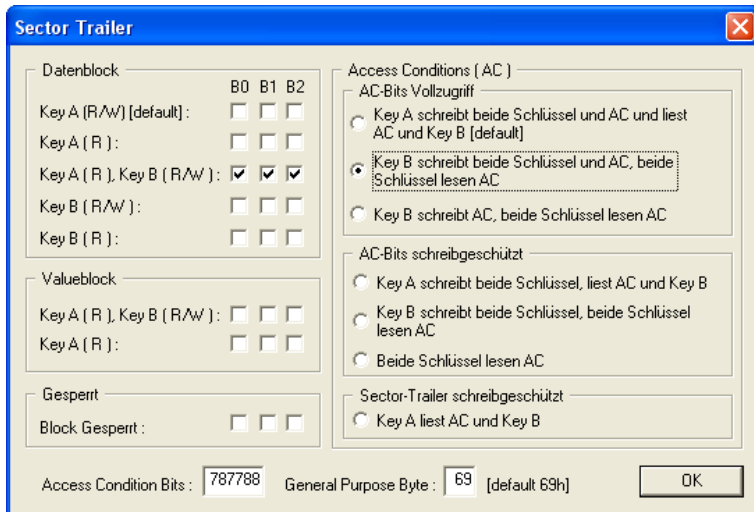 Sector Trailer
Datenblock
B0 B1 B2
Key A (R/W) [default] :
Key A ( R ) :
Key A ( R ), Key B ( R/W ) :
Key B ( R/W ) :
Key B ( R ) :
Valueblock
Key A ( R ), Key B ( R/W ) :
Key A ( R ) :
Gesperrt
Block Gesperrt :
Access Conditions ( AC )
AC-Bits Vollzugriff
Key A schreibt beide Schlüssel und AC und liest
AC und Key B [default]
Key B schreibt beide Schlüssel und AC, beide
Schlüssel lesen AC
Key B schreibt AC, beide Schlüssel lesen AC
AC-Bits schreibgeschützt
Key A schreibt beide Schlüssel, liest AC und Key B
Key B schreibt beide Schlüssel, beide Schlüssel
lesen AC
Beide Schlüssel lesen AC
Sector-Trailer schreibgeschützt
Key A liest AC und Key B
Access Condition Bits : 787788 General Purpose Byte : 69 [default 69h] OK